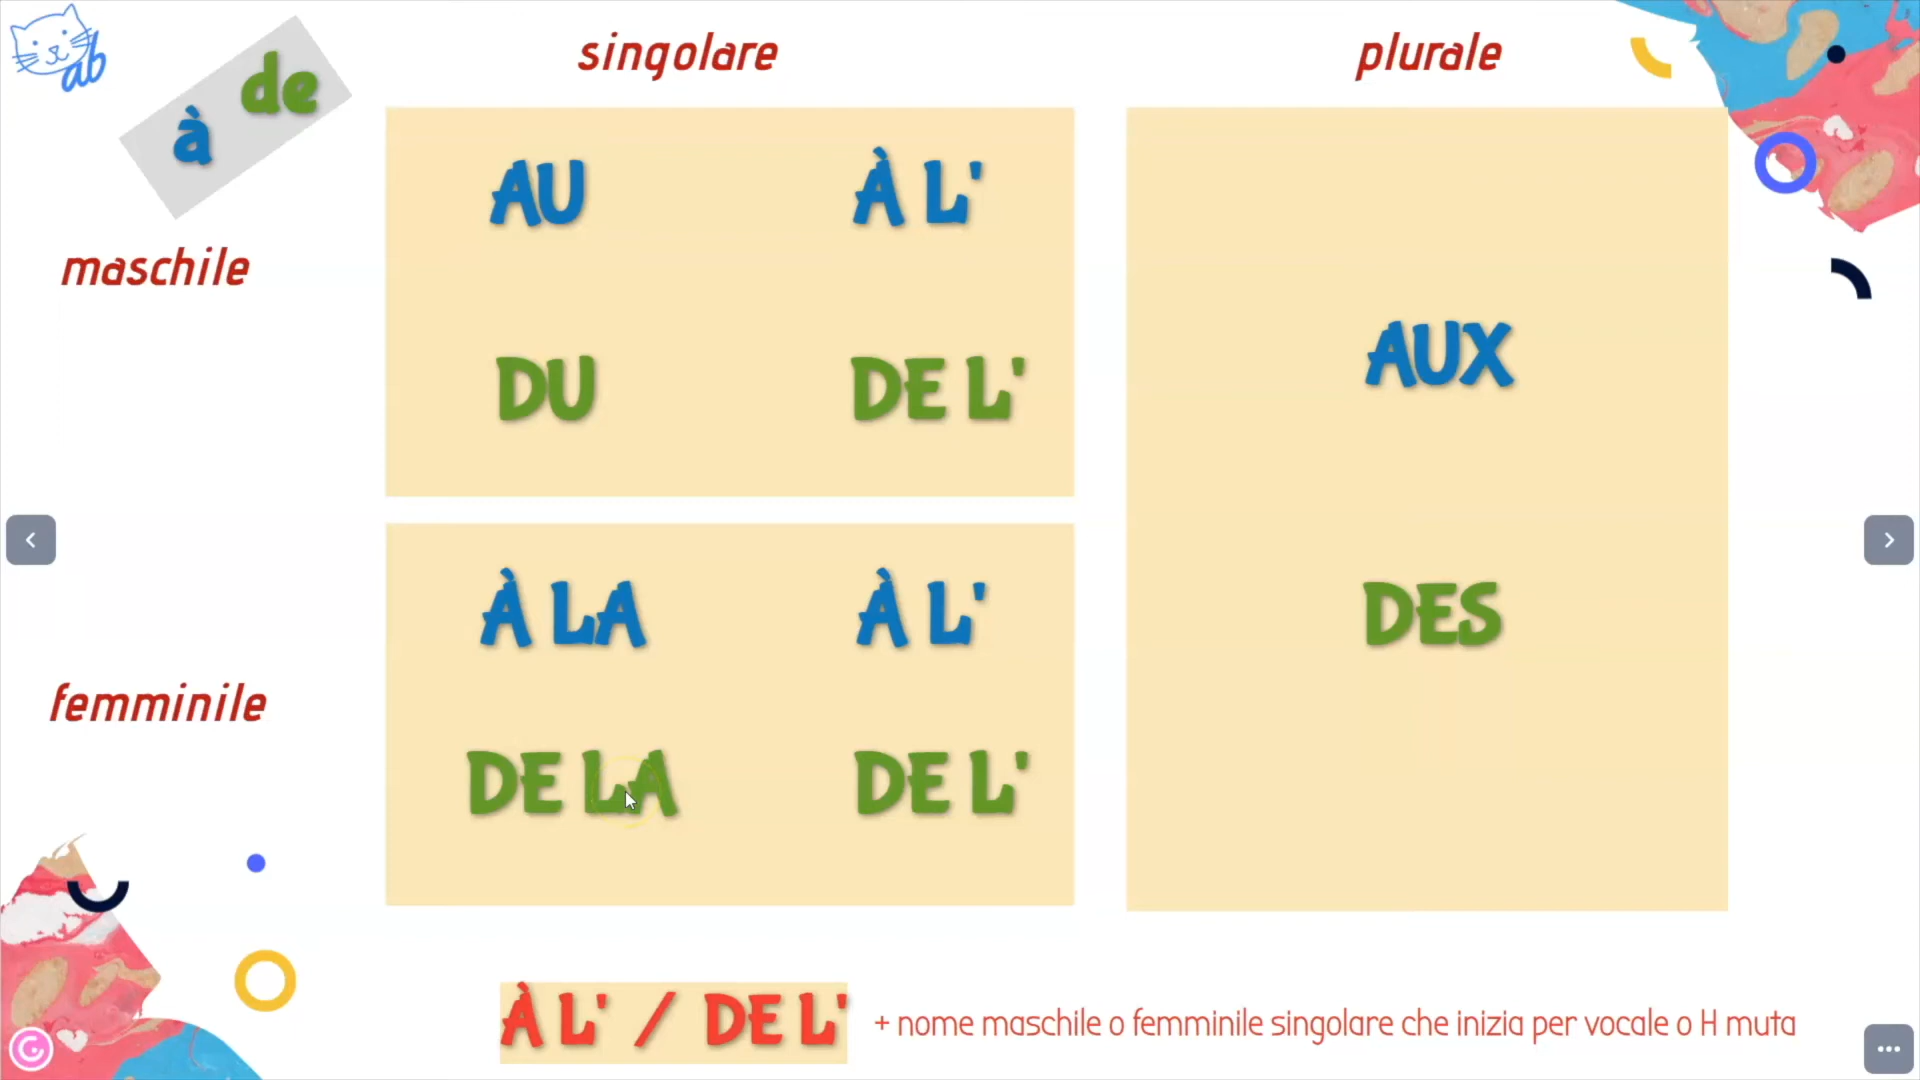 ab
à de
singolare plurale
maschile
AU À L'
DU DE L'
AUX
femminile
À LA À L'
DE LA DE L'
DES
À L' / DE L' + nome maschile o femminile singolare che inizia per vocale o H muta